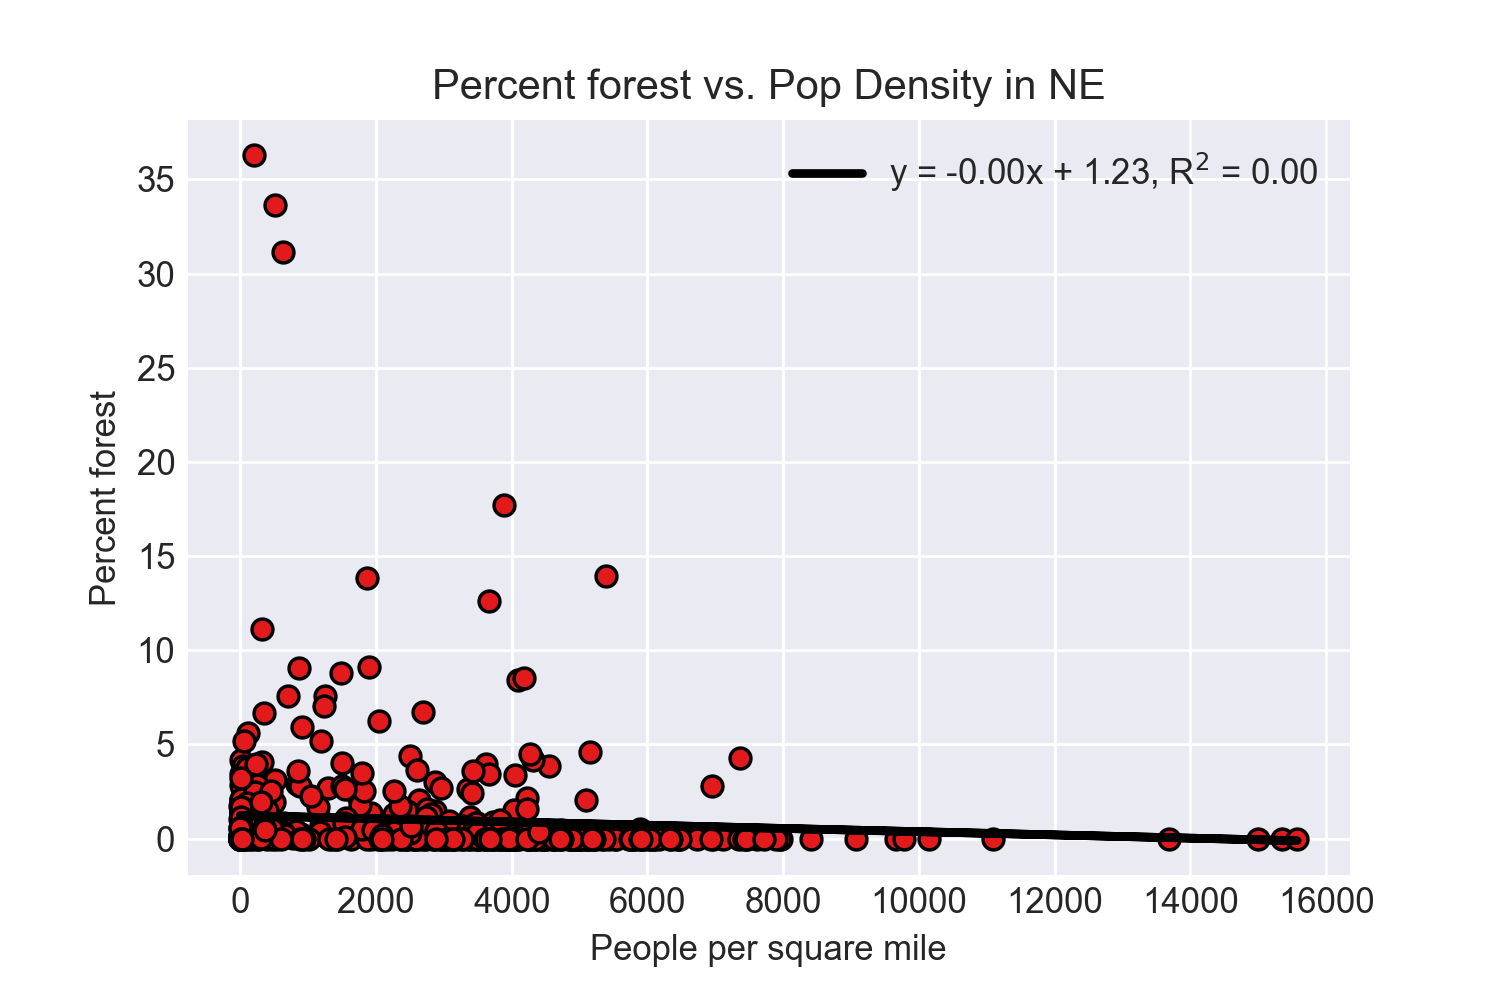 Percent forest vs. Pop Density in NE
y = -0.00x + 1.23, R² = 0.00
35
30
25
20
15
10
5
0
Percent forest
0 2000 4000 6000 8000 10000 12000 14000 16000
People per square mile